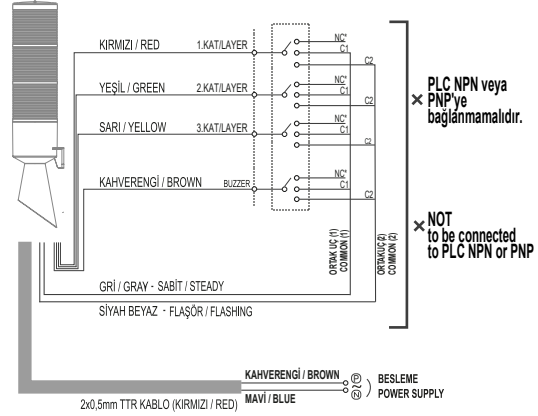 KIRMIZI / RED
1.KAT/LAYER
NC*
C1
C2
YEŞİL / GREEN
2.KAT/LAYER
NC*
C1
C2
SARI / YELLOW
3.KAT/LAYER
NC*
C1
C2
KAHVERENGİ / BROWN
BUZZER
NC*
C1
C2
PLC NPN veya
PNP'ye
bağlanmamalıdır.
NOT
to be connected
to PLC NPN or PNP
ORTAK UÇ (1)
COMMON (1)
ORTAKUÇ(2)
COMMON (2)
GRİ / GRAY - SABİT / STEADY
SİYAH BEYAZ - FLAŞÖR / FLASHING
KAHVERENGİ / BROWN
MAVİ / BLUE
P
N
BESLEME
POWER SUPPLY
2x0,5mm TTR KABLO (KIRMIZI / RED)